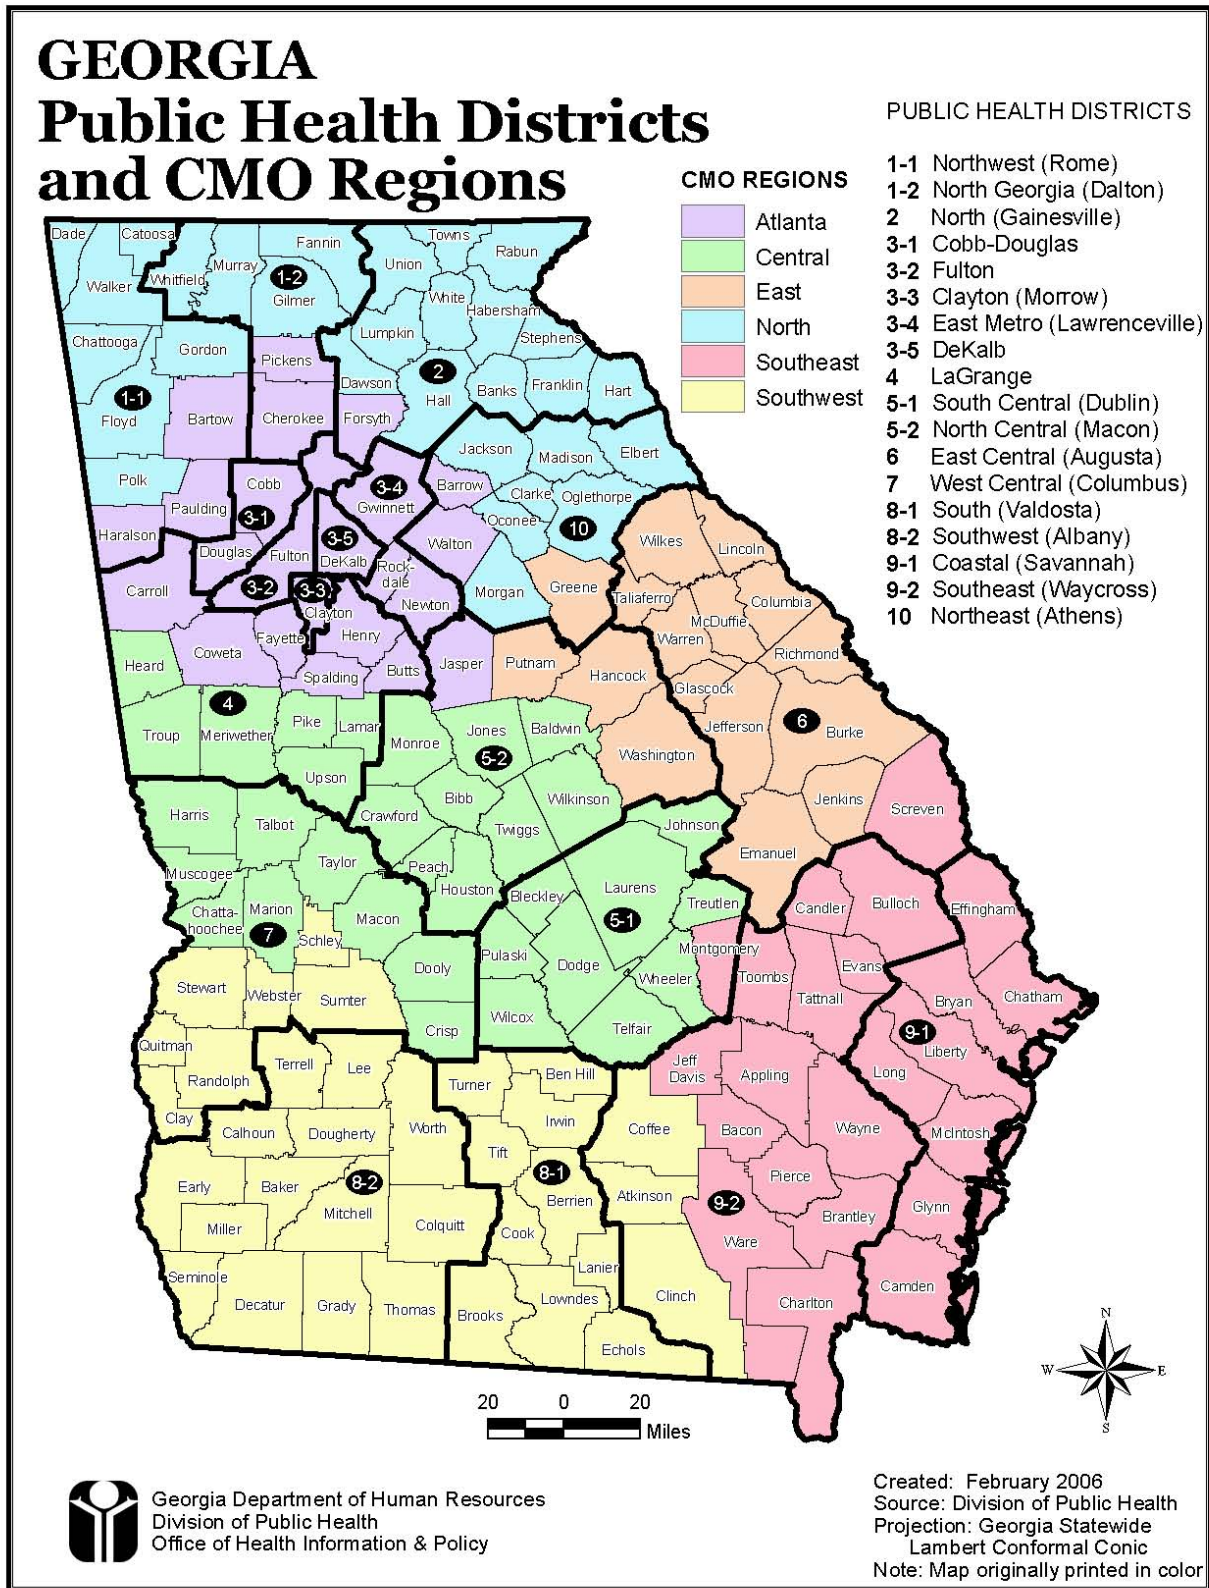 GEORGIA
Public Health Districts
and CMO Regions
CMO REGIONS
Atlanta
Central
East
North
Southeast
Southwest
PUBLIC HEALTH DISTRICTS
1-1 Northwest (Rome)
1-2 North Georgia (Dalton)
2 North (Gainesville)
3-1 Cobb-Douglas
3-2 Fulton
3-3 Clayton (Morrow)
3-4 East Metro (Lawrenceville)
3-5 DeKalb
4 LaGrange
5-1 South Central (Dublin)
5-2 North Central (Macon)
6 East Central (Augusta)
7 West Central (Columbus)
8-1 South (Valdosta)
8-2 Southwest (Albany)
9-1 Coastal (Savannah)
9-2 Southeast (Waycross)
10 Northeast (Athens)
Dade
Catoosa
Fannin
Towns
Rabun
Union
Walker
Whitfield
Murray
1-2
Gilmer
White
Habersham
Lumpkin
Stephens
Chattooga
Gordon
Pickens
Dawson
2
Hall
Banks
Franklin
Hart
1-1
Floyd
Bartow
Cherokee
Forsyth
Jackson
Madison
Elbert
Polk
Cobb
3-4
Gwinnett
Barrow
Clarke
Oglethorpe
Paulding
3-1
Oconee
10
Haralson
Douglas
Fulton
3-5
DeKalb
Walton
Wilkes
Lincoln
Rock-
dale
Carroll
3-2
3-3
Clayton
Newton
Morgan
Greene
Taliaferro
Columbia
McDuffie
Fayette
Henry
Warren
Richmond
Heard
Coweta
Spalding
Butts
Jasper
Putnam
Hancock
Glascock
4
Troup
Meriwether
Pike
Lamar
Monroe
Jones
5-2
Baldwin
Washington
Jefferson
6
Burke
Upson
Harris
Talbot
Crawford
Bibb
Twiggs
Wilkinson
Johnson
Jenkins
Screven
Emanuel
Muscogee
Taylor
Peach
Houston
Bleckley
Laurens
5-1
Treutlen
Candler
Bulloch
Effingham
Chatta-
hoochee
Marion
7
Schley
Macon
Dooly
Pulaski
Dodge
Wheeler
Montgomery
Toombs
Tattnall
Evans
Bryan
Chatham
Stewart
Webster
Sumter
Crisp
Wilcox
Telfair
9-1
Liberty
Long
Quitman
Randolph
Terrell
Lee
Turner
Ben Hill
Jeff
Davis
Appling
Clay
Calhoun
Dougherty
Worth
Irwin
Tift
Coffee
Bacon
Wayne
McIntosh
Early
Baker
8-2
Mitchell
8-1
Berrien
Atkinson
Pierce
9-2
Brantley
Glynn
Miller
Colquitt
Cook
Ware
Seminole
Decatur
Grady
Thomas
Brooks
Lowndes
Lanier
Clinch
Charlton
Camden
Echols
N
W
E
S
20 0 20
Miles
Georgia Department of Human Resources
Division of Public Health
Office of Health Information & Policy
Created: February 2006
Source: Division of Public Health
Projection: Georgia Statewide
Lambert Conformal Conic
Note: Map originally printed in color